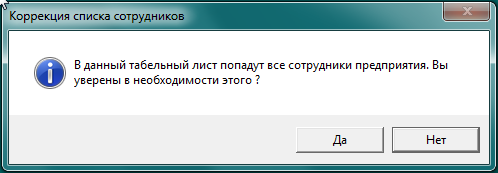 Коррекция списка сотрудников
В данный табельный лист попадут все сотрудники предприятия. Вы
уверены в необходимости этого ?
Да
Нет